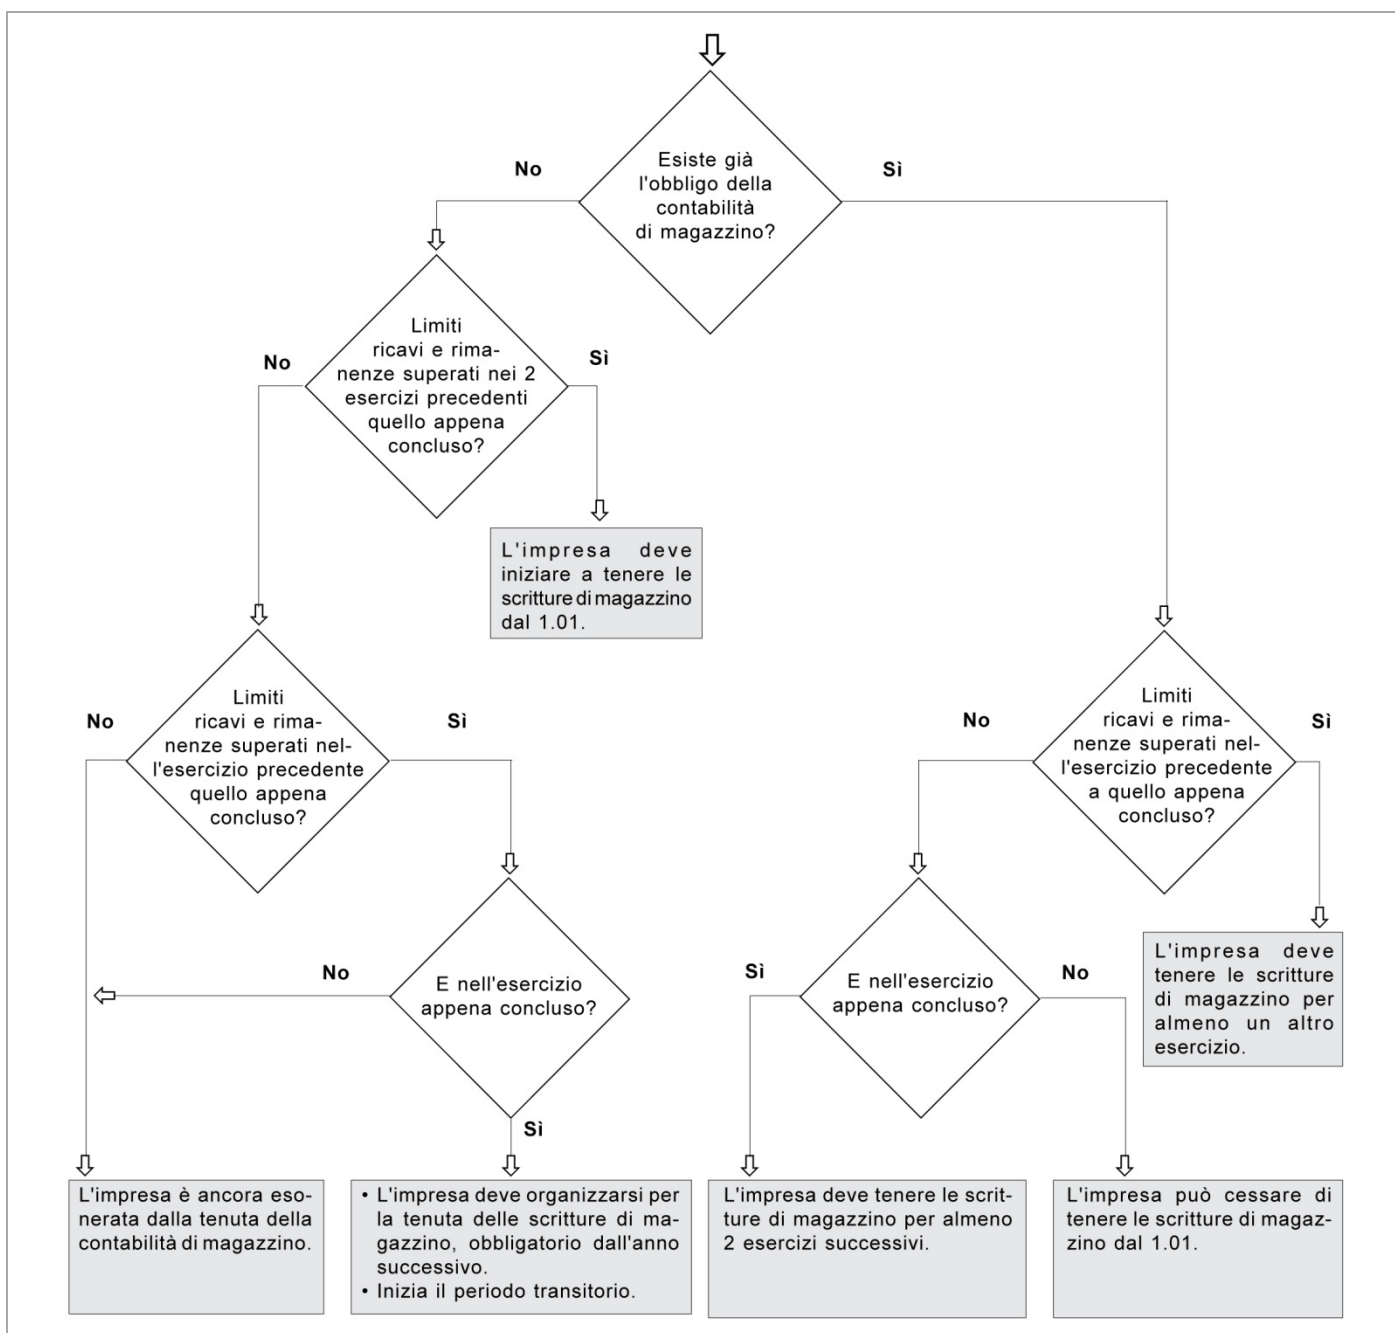 Esiste già
l'obbligo della
contabilità
di magazzino?
No
Sì
Limiti
ricavi e rima-
nenze superati nei 2
esercizi precedenti
quello appena
concluso?
No
Sì
L'impresa deve
iniziare a tenere le
scritture di magazzino
dal 1.01.
Limiti
ricavi e rima-
nenze superati nel-
l'esercizio precedente
quello appena
concluso?
No
Sì
Limiti
ricavi e rima-
nenze superati nel-
l'esercizio precedente
a quello appena
concluso?
No
Sì
E nell'esercizio
appena concluso?
No
Sì
E nell'esercizio
appena concluso?
Sì
No
L'impresa deve
tenere le scritture
di magazzino per
almeno un altro
esercizio.
L'impresa è ancora eso-
nerata dalla tenuta della
contabilità di magazzino.
• L'impresa deve organizzarsi per
la tenuta delle scritture di ma-
gazzino, obbligatorio dall'anno
successivo.
• Inizia il periodo transitorio.
L'impresa deve tenere le scrit-
ture di magazzino per almeno
2 esercizi successivi.
L'impresa può cessare di
tenere le scritture di magaz-
zino dal 1.01.